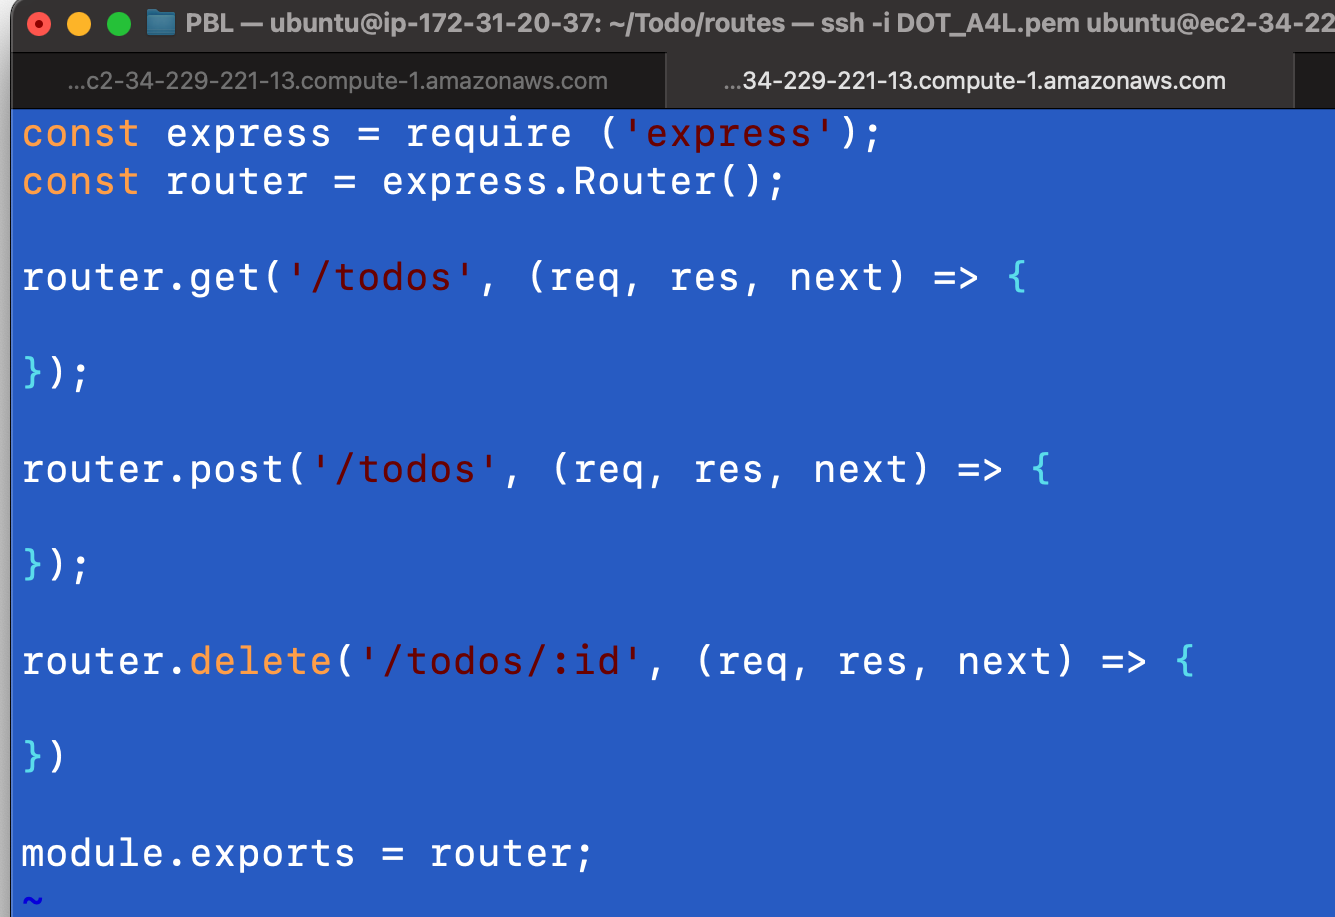 PBL — ubuntu@ip-172-31-20-37: ~/Todo/routes — ssh -i DOT_A4L.pem ubuntu@ec2-34-22
...c2-34-229-221-13.compute-1.amazonaws.com
...34-229-221-13.compute-1.amazonaws.com
const express = require ('express');
const router = express.Router();
router.get('/todos', (req, res, next) => {
});
router.post('/todos', (req, res, next) => {
});
router.delete('/todos/:id', (req, res, next) => {
})
module.exports = router;
~